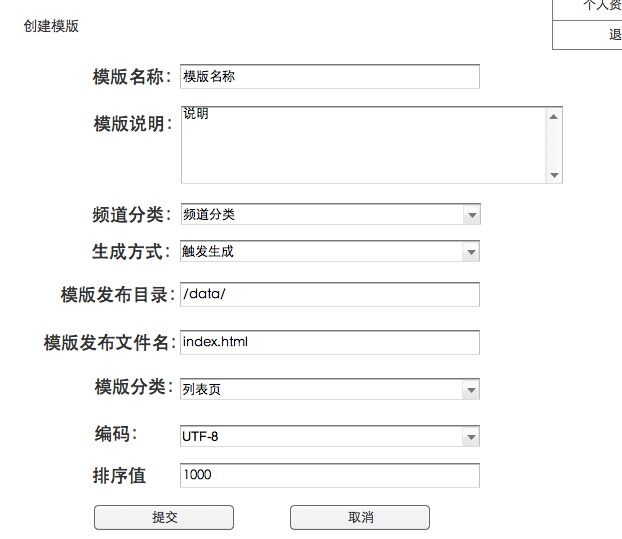 个人资
创建模版
退
模版名称：模版名称
模版说明：说明
频道分类：频道分类
生成方式：触发生成
模版发布目录：/data/
模版发布文件名：index.html
模版分类：列表页
编码：UTF-8
排序值 1000
提交 取消